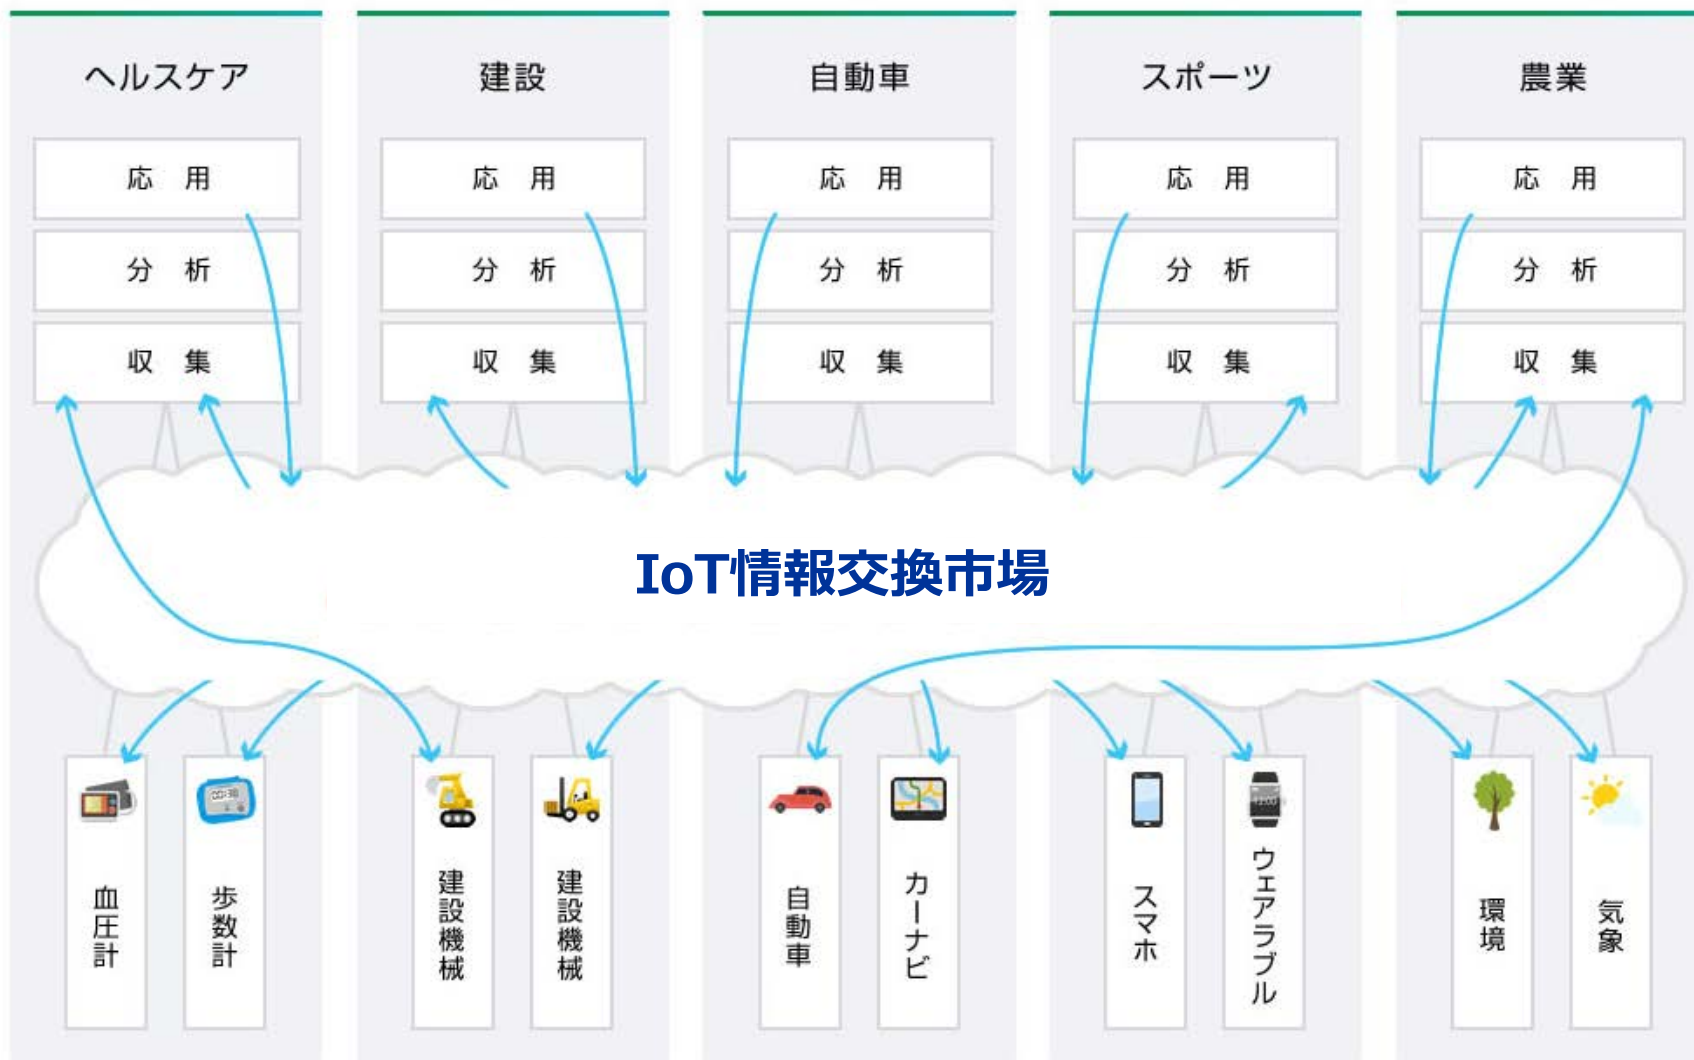 ヘルスケア
建設
自動車
スポーツ
農業
応 用
応 用
応 用
応 用
応 用
分 析
分 析
分 析
分 析
分 析
収 集
収 集
収 集
収 集
収 集
IoT情報交換市場
00:30
12:00
血圧計
歩数計
建設機械
建設機械
自動車
カーナビ
スマホ
ウェアラブル
環境
気象